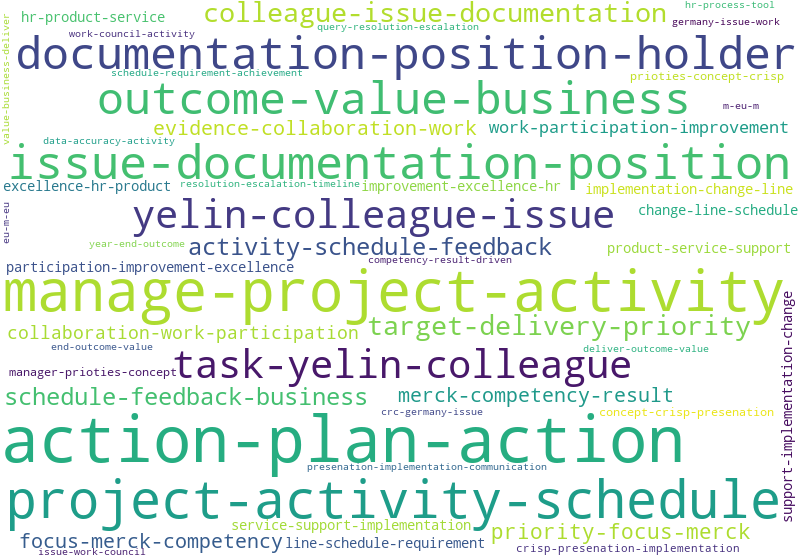 hr-product-service
colleague-issue-documentation
hr-process-tool
germany-issue-work
work-council-activity
query-resolution-escalation
documentation-position-holder
value-business-deliver
schedule-requirement-achievement
prioties-concept-crisp
outcome-value-business
m-eu-m
evidence-collaboration-work
work-participation-improvement
data-accuracy-activity
issue-documentation-position
excellence-hr-product
resolution-escalation-timeline
improvement-excellence-hr
implementation-change-line
eu-m-eu
yelin-colleague-issue
change-line-schedule
year-end-outcome
activity-schedule-feedback
product-service-support
participation-improvement-excellence
competency-result-driven
manage-project-activity
support-implementation-change
collaboration-work-participation
target-delivery-priority
end-outcome-value
deliver-outcome-value
manager-prioties-concept
task-yelin-colleague
schedule-feedback-business
merck-competency-result
crc-germany-issue
concept-crisp-presenation
action-plan-action
presenation-implementation-communication
project-activity-schedule
service-support-implementation
priority-focus-merck
focus-merck-competency
line-schedule-requirement
issue-work-council
crisp-presenation-implementation